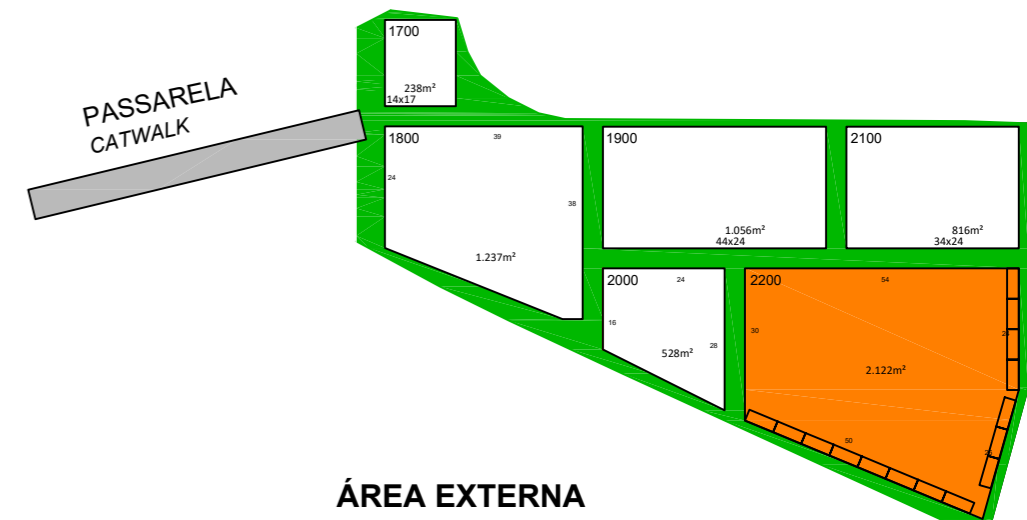 1700
238m²
14x17
PASSARELA
CATWALK
1800
39
24
38
1.237m²
1900
1.056m²
44x24
2100
816m²
34x24
2000
24
16
28
528m²
2200
54
30
2.122m²
50
ÁREA EXTERNA